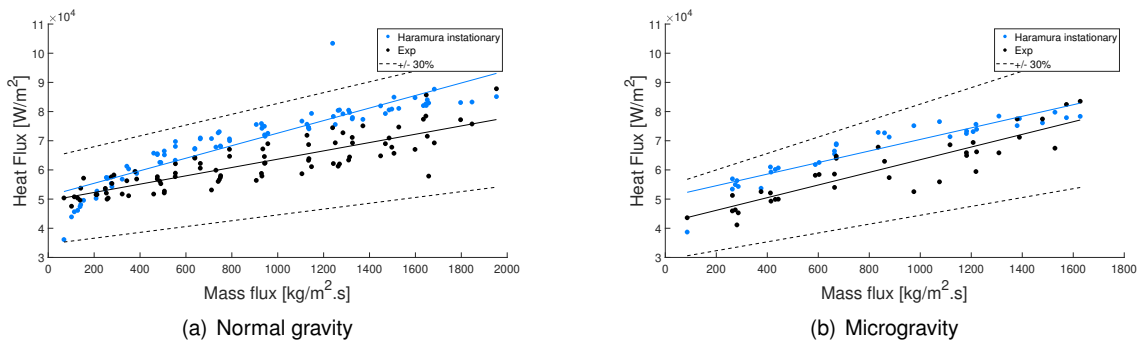 ×10⁴
11
10
9
8
7
6
5
4
3
Heat Flux [W/m²]
0 200 400 600 800 1000 1200 1400 1600 1800 2000
Mass flux [kg/m².s]
Haramura instationary
Exp
+/- 30%
(a) Normal gravity
×10⁴
11
10
9
8
7
6
5
4
3
Heat Flux [W/m²]
0 200 400 600 800 1000 1200 1400 1600 1800
Mass flux [kg/m².s]
Haramura instationary
Exp
+/- 30%
(b) Microgravity